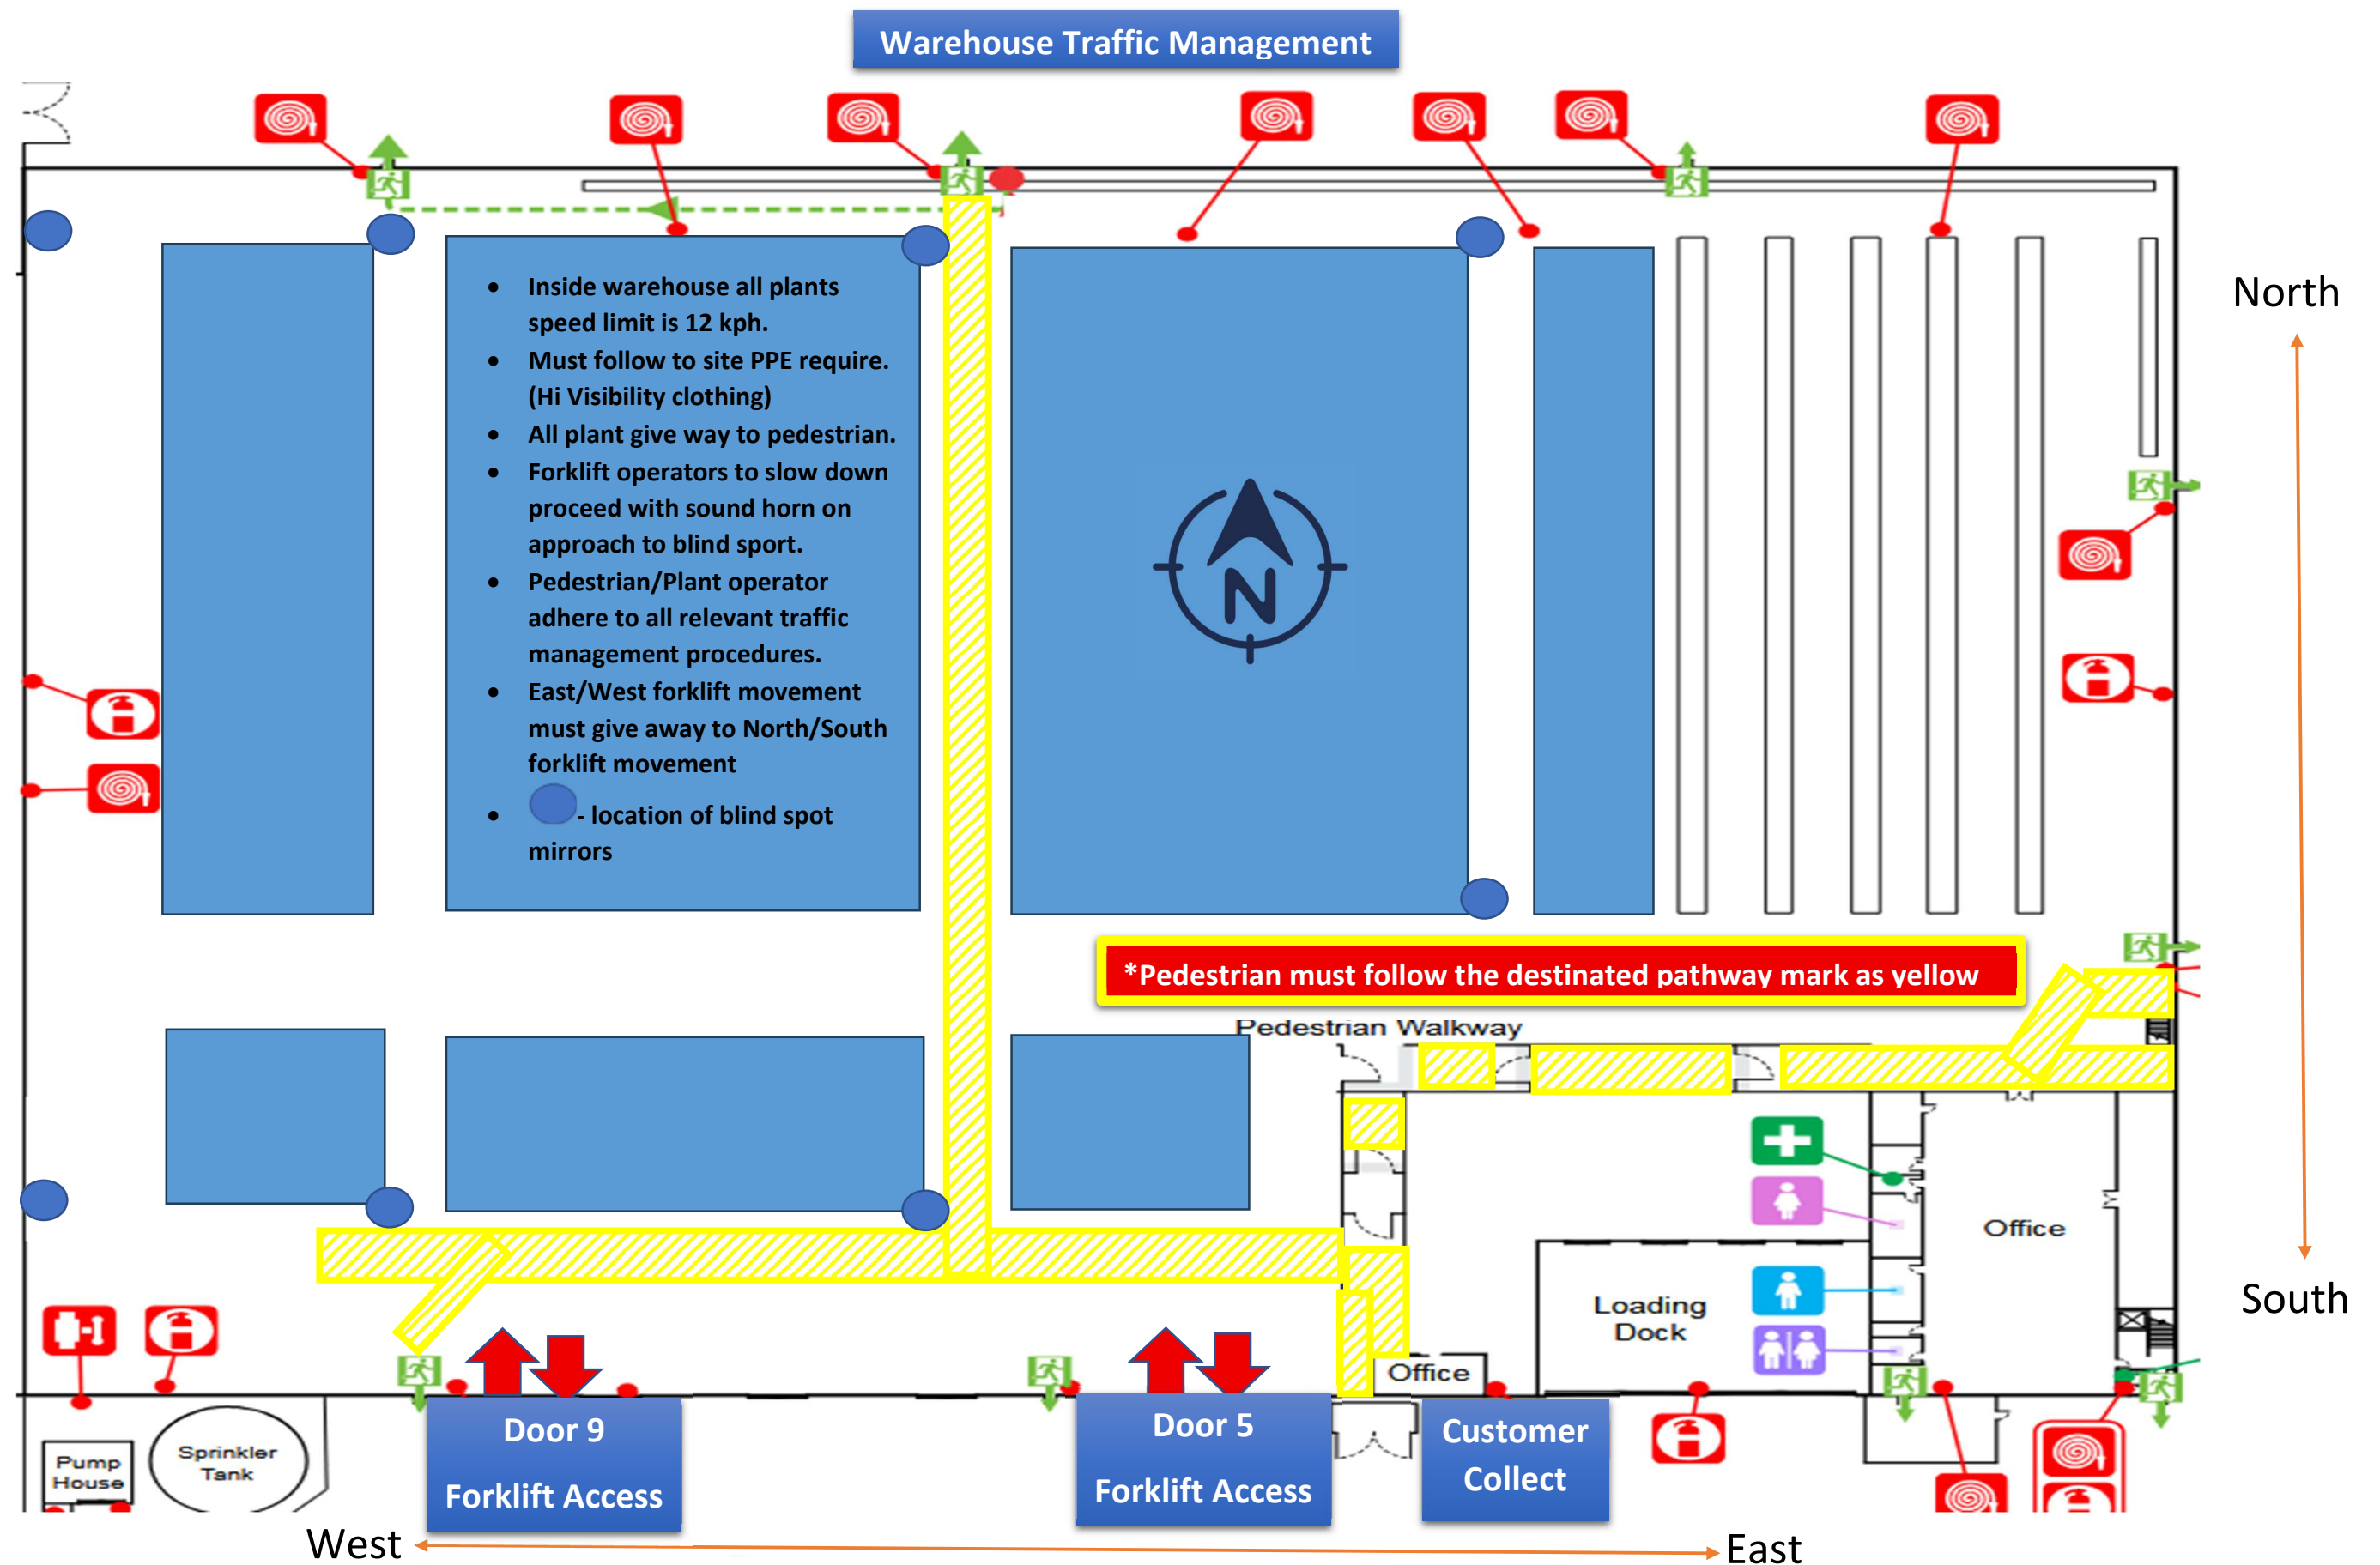 Warehouse Traffic Management
North
• Inside warehouse all plants
speed limit is 12 kph.
• Must follow to site PPE require.
(Hi Visibility clothing)
• All plant give way to pedestrian.
• Forklift operators to slow down
proceed with sound horn on
approach to blind sport.
• Pedestrian/Plant operator
adhere to all relevant traffic
management procedures.
• East/West forklift movement
must give away to North/South
forklift movement
• - location of blind spot
mirrors
N
*Pedestrian must follow the destinated pathway mark as yellow
Pedestrian Walkway
Office
South
Loading
Dock
Office
Pump
House
Sprinkler
Tank
Door 9
Forklift Access
Door 5
Forklift Access
Customer
Collect
West
East